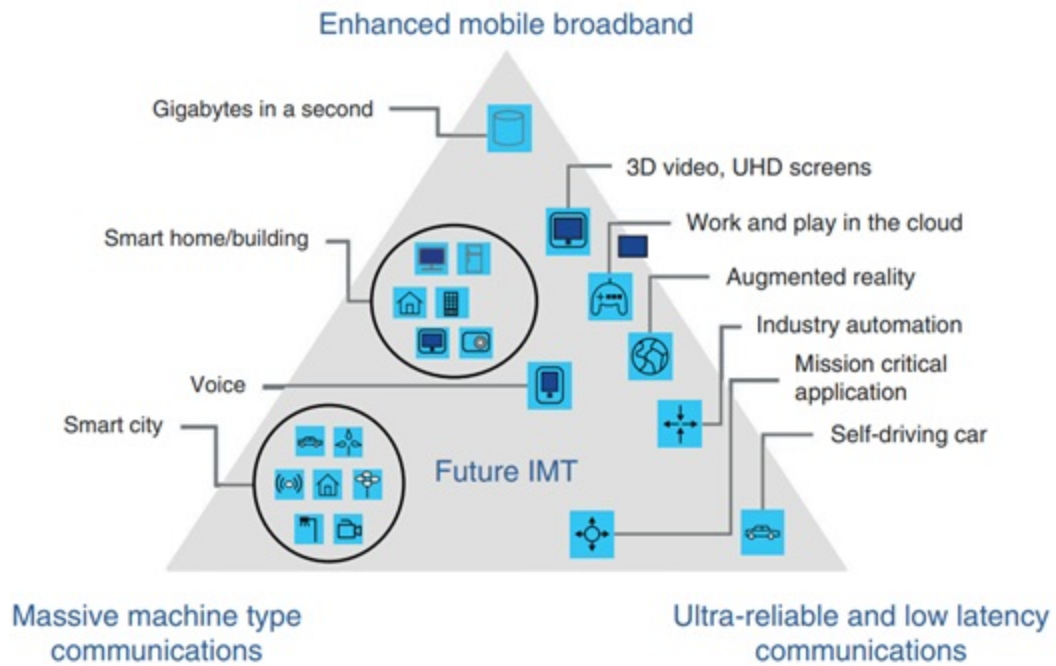 Enhanced mobile broadband
Gigabytes in a second
3D video, UHD screens
Work and play in the cloud
Smart home/building
Augmented reality
Industry automation
Mission critical
application
Voice
Smart city
Self-driving car
Future IMT
Massive machine type
communications
Ultra-reliable and low latency
communications